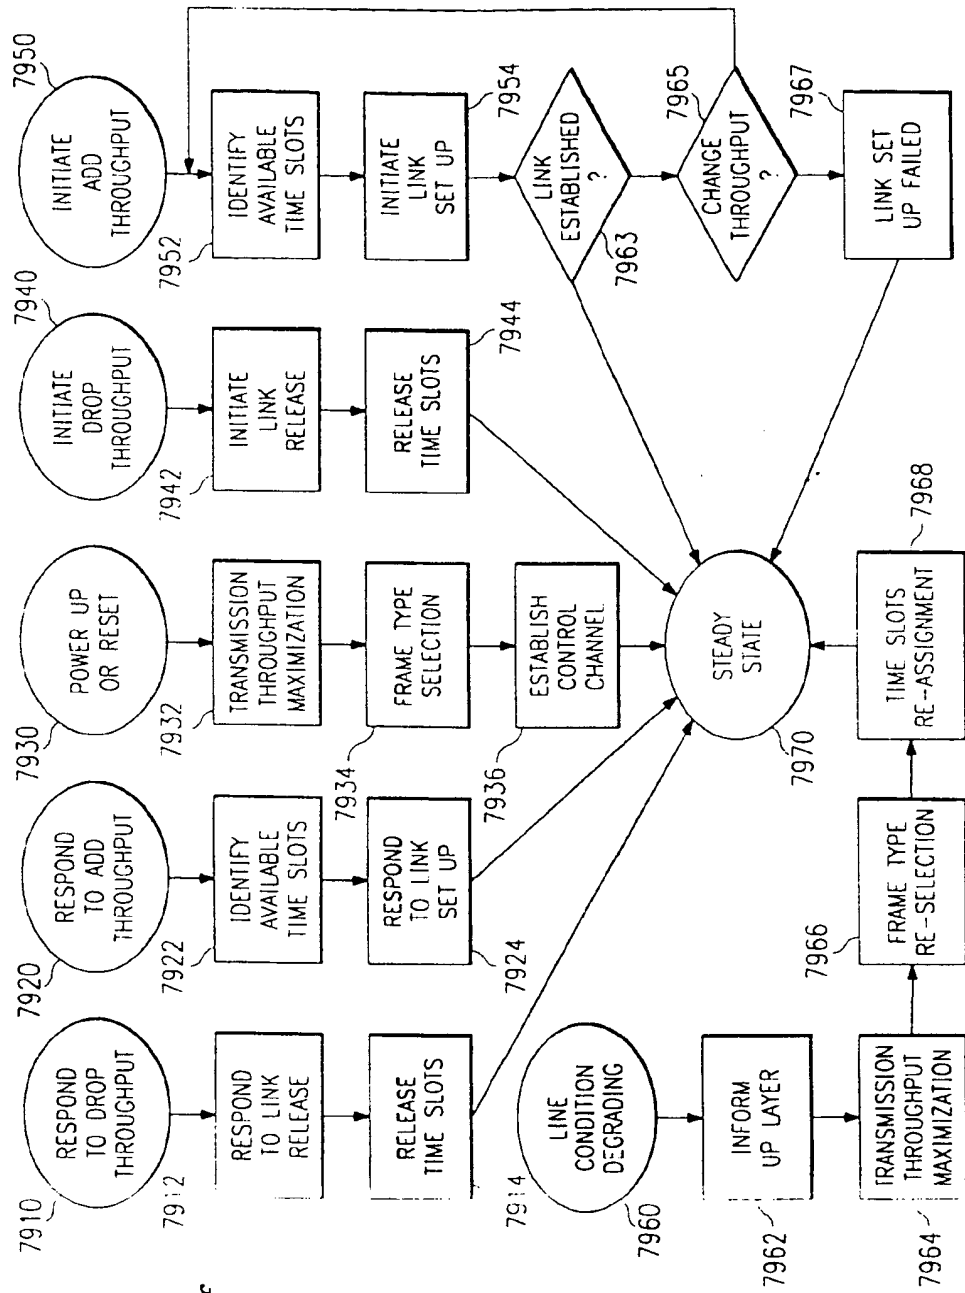 7910
RESPOND
TO DROP
THROUGHPUT
7912
RESPOND
TO LINK
RELEASE
RELEASE
TIME SLOTS
7914
7920
RESPOND
TO ADD
THROUGHPUT
7922
IDENTIFY
AVAILABLE
TIME SLOTS
RESPOND
TO LINK
SET UP
7924
7930
POWER UP
OR RESET
7932
TRANSMISSION
THROUGHPUT
MAXIMIZATION
7934
FRAME TYPE
SELECTION
7936
ESTABLISH
CONTROL
CHANNEL
7940
INITIATE
DROP
THROUGHPUT
7942
INITIATE
LINK
RELEASE
RELEASE
TIME SLOTS
7944
7950
INITIATE
ADD
THROUGHPUT
7952
IDENTIFY
AVAILABLE
TIME SLOTS
INITIATE
LINK
SET UP
7954
LINK
ESTABLISHED
?
7963
CHANGE
THROUGHPUT
?
7965
LINK SET
UP FAILED
7967
LINE
CONDITION
DEGRADING
7960
INFORM
UP LAYER
7962
TRANSMISSION
THROUGHPUT
MAXIMIZATION
7964
7966
FRAME TYPE
RE-SELECTION
TIME SLOTS
RE-ASSIGNMENT
7968
STEADY
STATE
7970